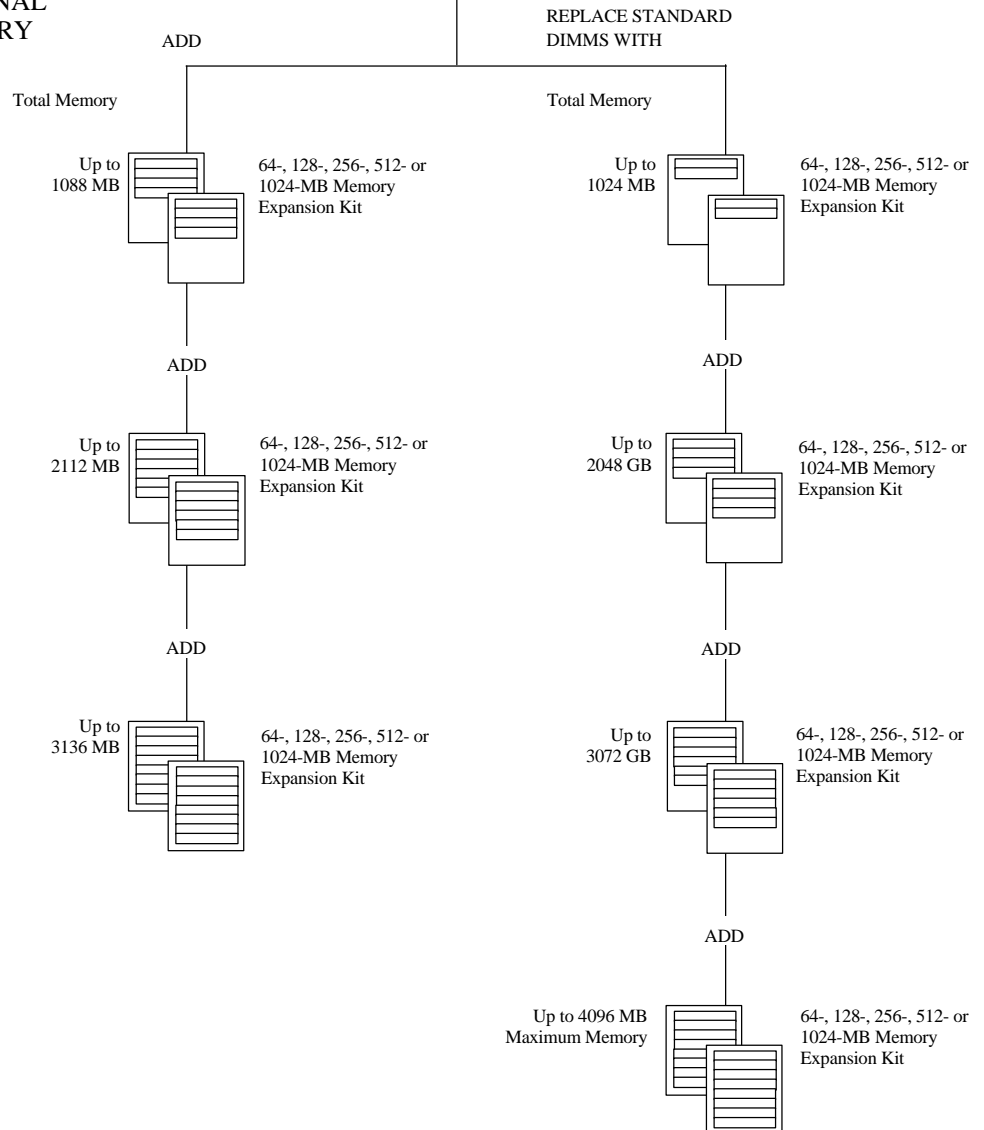 NAL
RY
ADD
REPLACE STANDARD
DIMMS WITH
Total Memory
Up to
1088 MB
64-, 128-, 256-, 512- or
1024-MB Memory
Expansion Kit
ADD
Up to
2112 MB
64-, 128-, 256-, 512- or
1024-MB Memory
Expansion Kit
ADD
Up to
3136 MB
64-, 128-, 256-, 512- or
1024-MB Memory
Expansion Kit
Total Memory
Up to
1024 MB
64-, 128-, 256-, 512- or
1024-MB Memory
Expansion Kit
ADD
Up to
2048 GB
64-, 128-, 256-, 512- or
1024-MB Memory
Expansion Kit
ADD
Up to
3072 GB
64-, 128-, 256-, 512- or
1024-MB Memory
Expansion Kit
ADD
Up to 4096 MB
Maximum Memory
64-, 128-, 256-, 512- or
1024-MB Memory
Expansion Kit